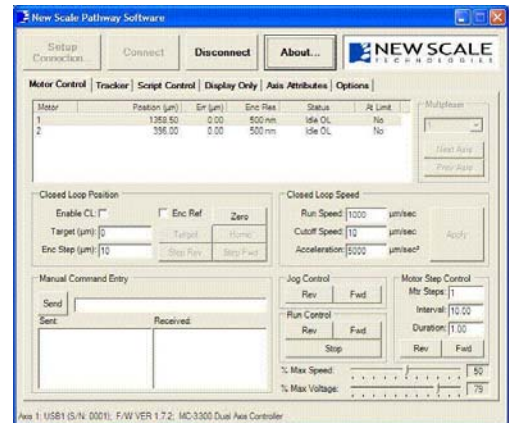 New Scale Pathway Software
Setup Connection... Connect Disconnect About... NEW SCALE TECHNOLOGIES
Motor Control Tracker Script Control Display Only Axis Attributes Options
Motor Position (µm) Err (µm) Enc Res Status At Limit
1 1358.50 0.00 500 nm Idle OL No
2 356.00 0.00 500 nm Idle OL No
Multiplexer
1
Next Axis
Prev Axis
Closed Loop Position
Enable CL: Enc Ref Zero
Target (µm): 0 Target Home
Enc Step (µm): 10 Step Rev Step Fwd
Closed Loop Speed
Run Speed: 1000 µm/sec
Cutoff Speed: 10 µm/sec Apply
Acceleration: 5000 µm/sec²
Manual Command Entry
Send
Sent: Received:
Jog Control
Rev Fwd
Run Control
Rev Fwd
Stop
Motor Step Control
Mtr Steps: 1
Interval: 10.00
Duration: 1.00
Rev Fwd
% Max Speed: 50
% Max Voltage: 75
Axis 1: USB1 (S/N: 0001); F/W VER 1.7.2; MC-3300 Dual Axis Controller